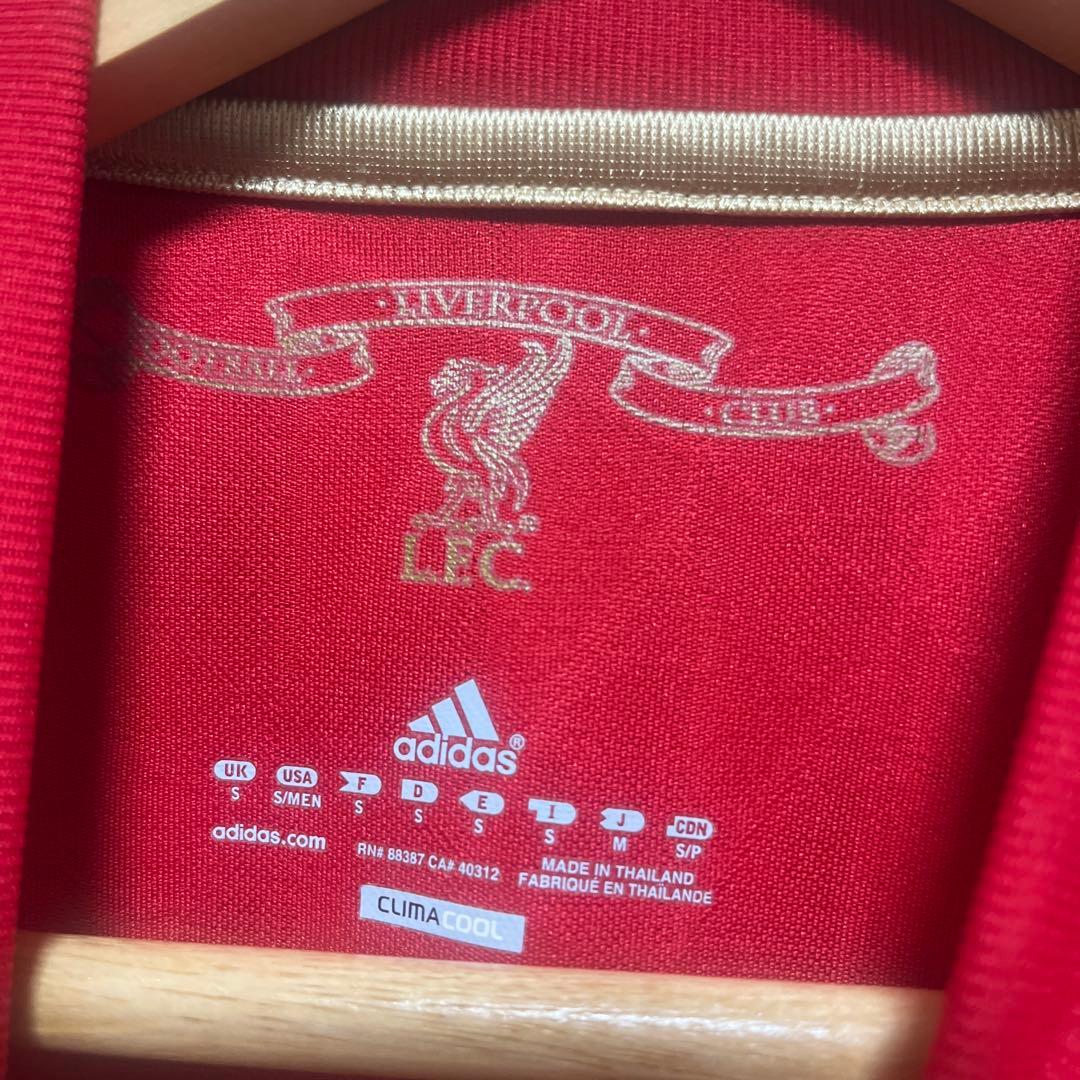 · LIVERPOOL ·
FOOTBALL ·
· CLUB ·
L.F.C.
adidas®
UK USA F D E I J CDN
S S/MEN S S S S M S/P
adidas.com RN# 88387 CA# 40312 MADE IN THAILAND
FABRIQUÉ EN THAÏLANDE
CLIMACOOL